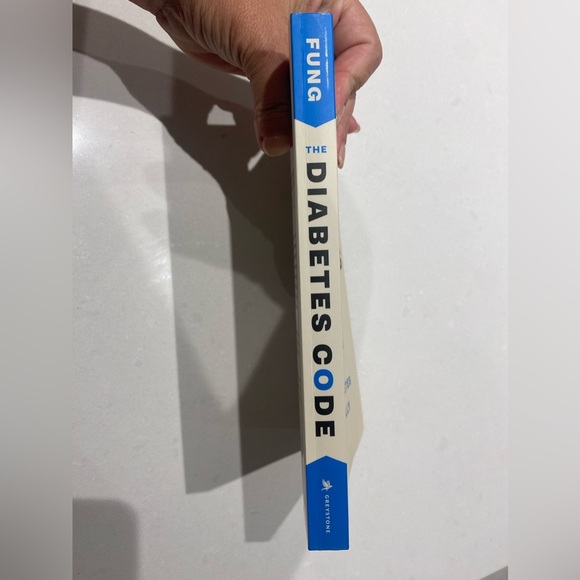 FUNG
THE
DIABETES CODE
GREYSTONE